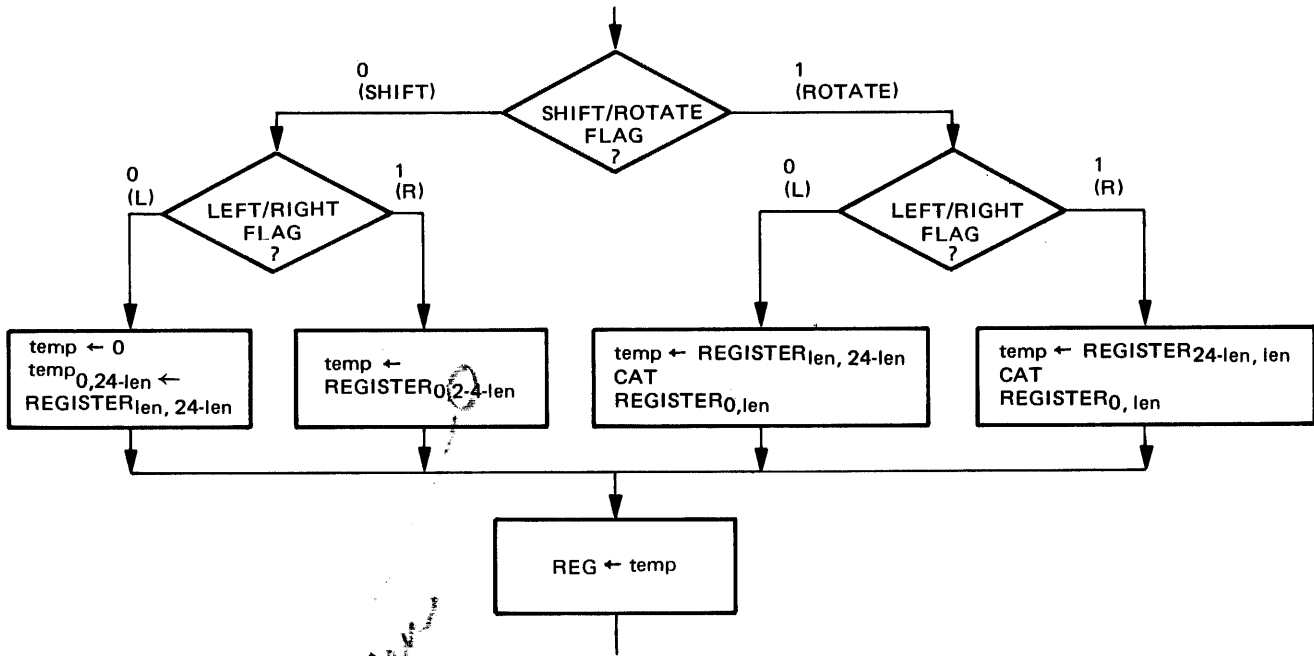 0
(SHIFT)
1
(ROTATE)
SHIFT/ROTATE
FLAG
?
0
(L)
1
(R)
LEFT/RIGHT
FLAG
?
0
(L)
1
(R)
LEFT/RIGHT
FLAG
?
temp ← 0
temp0,24-len ←
REGISTERlen, 24-len
temp ←
REGISTER0,2-4-len
temp ← REGISTERlen, 24-len
CAT
REGISTER0,len
temp ← REGISTER24-len, len
CAT
REGISTER0, len
REG ← temp